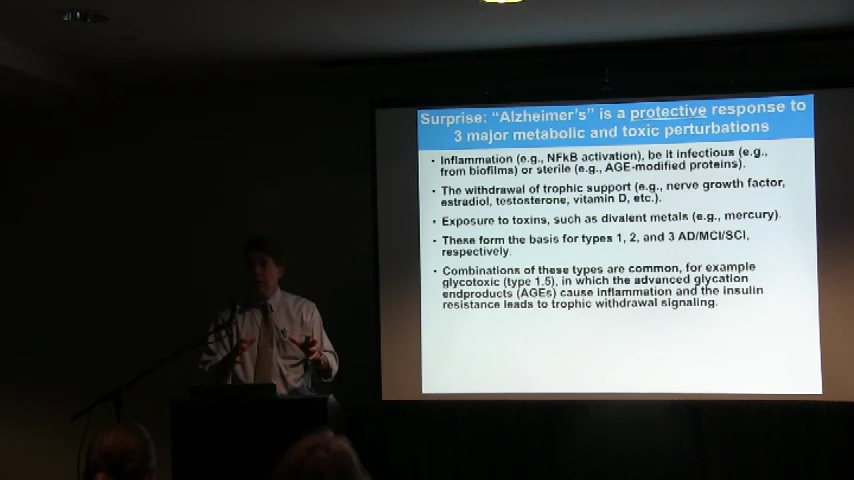 Surprise: "Alzheimer's" is a protective response to
3 major metabolic and toxic perturbations
• Inflammation (e.g., NFkB activation), be it infectious (e.g.,
from biofilms) or sterile (e.g., AGE-modified proteins).
• The withdrawal of trophic support (e.g., nerve growth factor,
estradiol, testosterone, vitamin D, etc.).
• Exposure to toxins, such as divalent metals (e.g., mercury).
• These form the basis for types 1, 2, and 3 AD/MCI/SCI,
respectively.
• Combinations of these types are common, for example
glycotoxic (type 1.5), in which the advanced glycation
endproducts (AGEs) cause inflammation and the insulin
resistance leads to trophic withdrawal signaling.